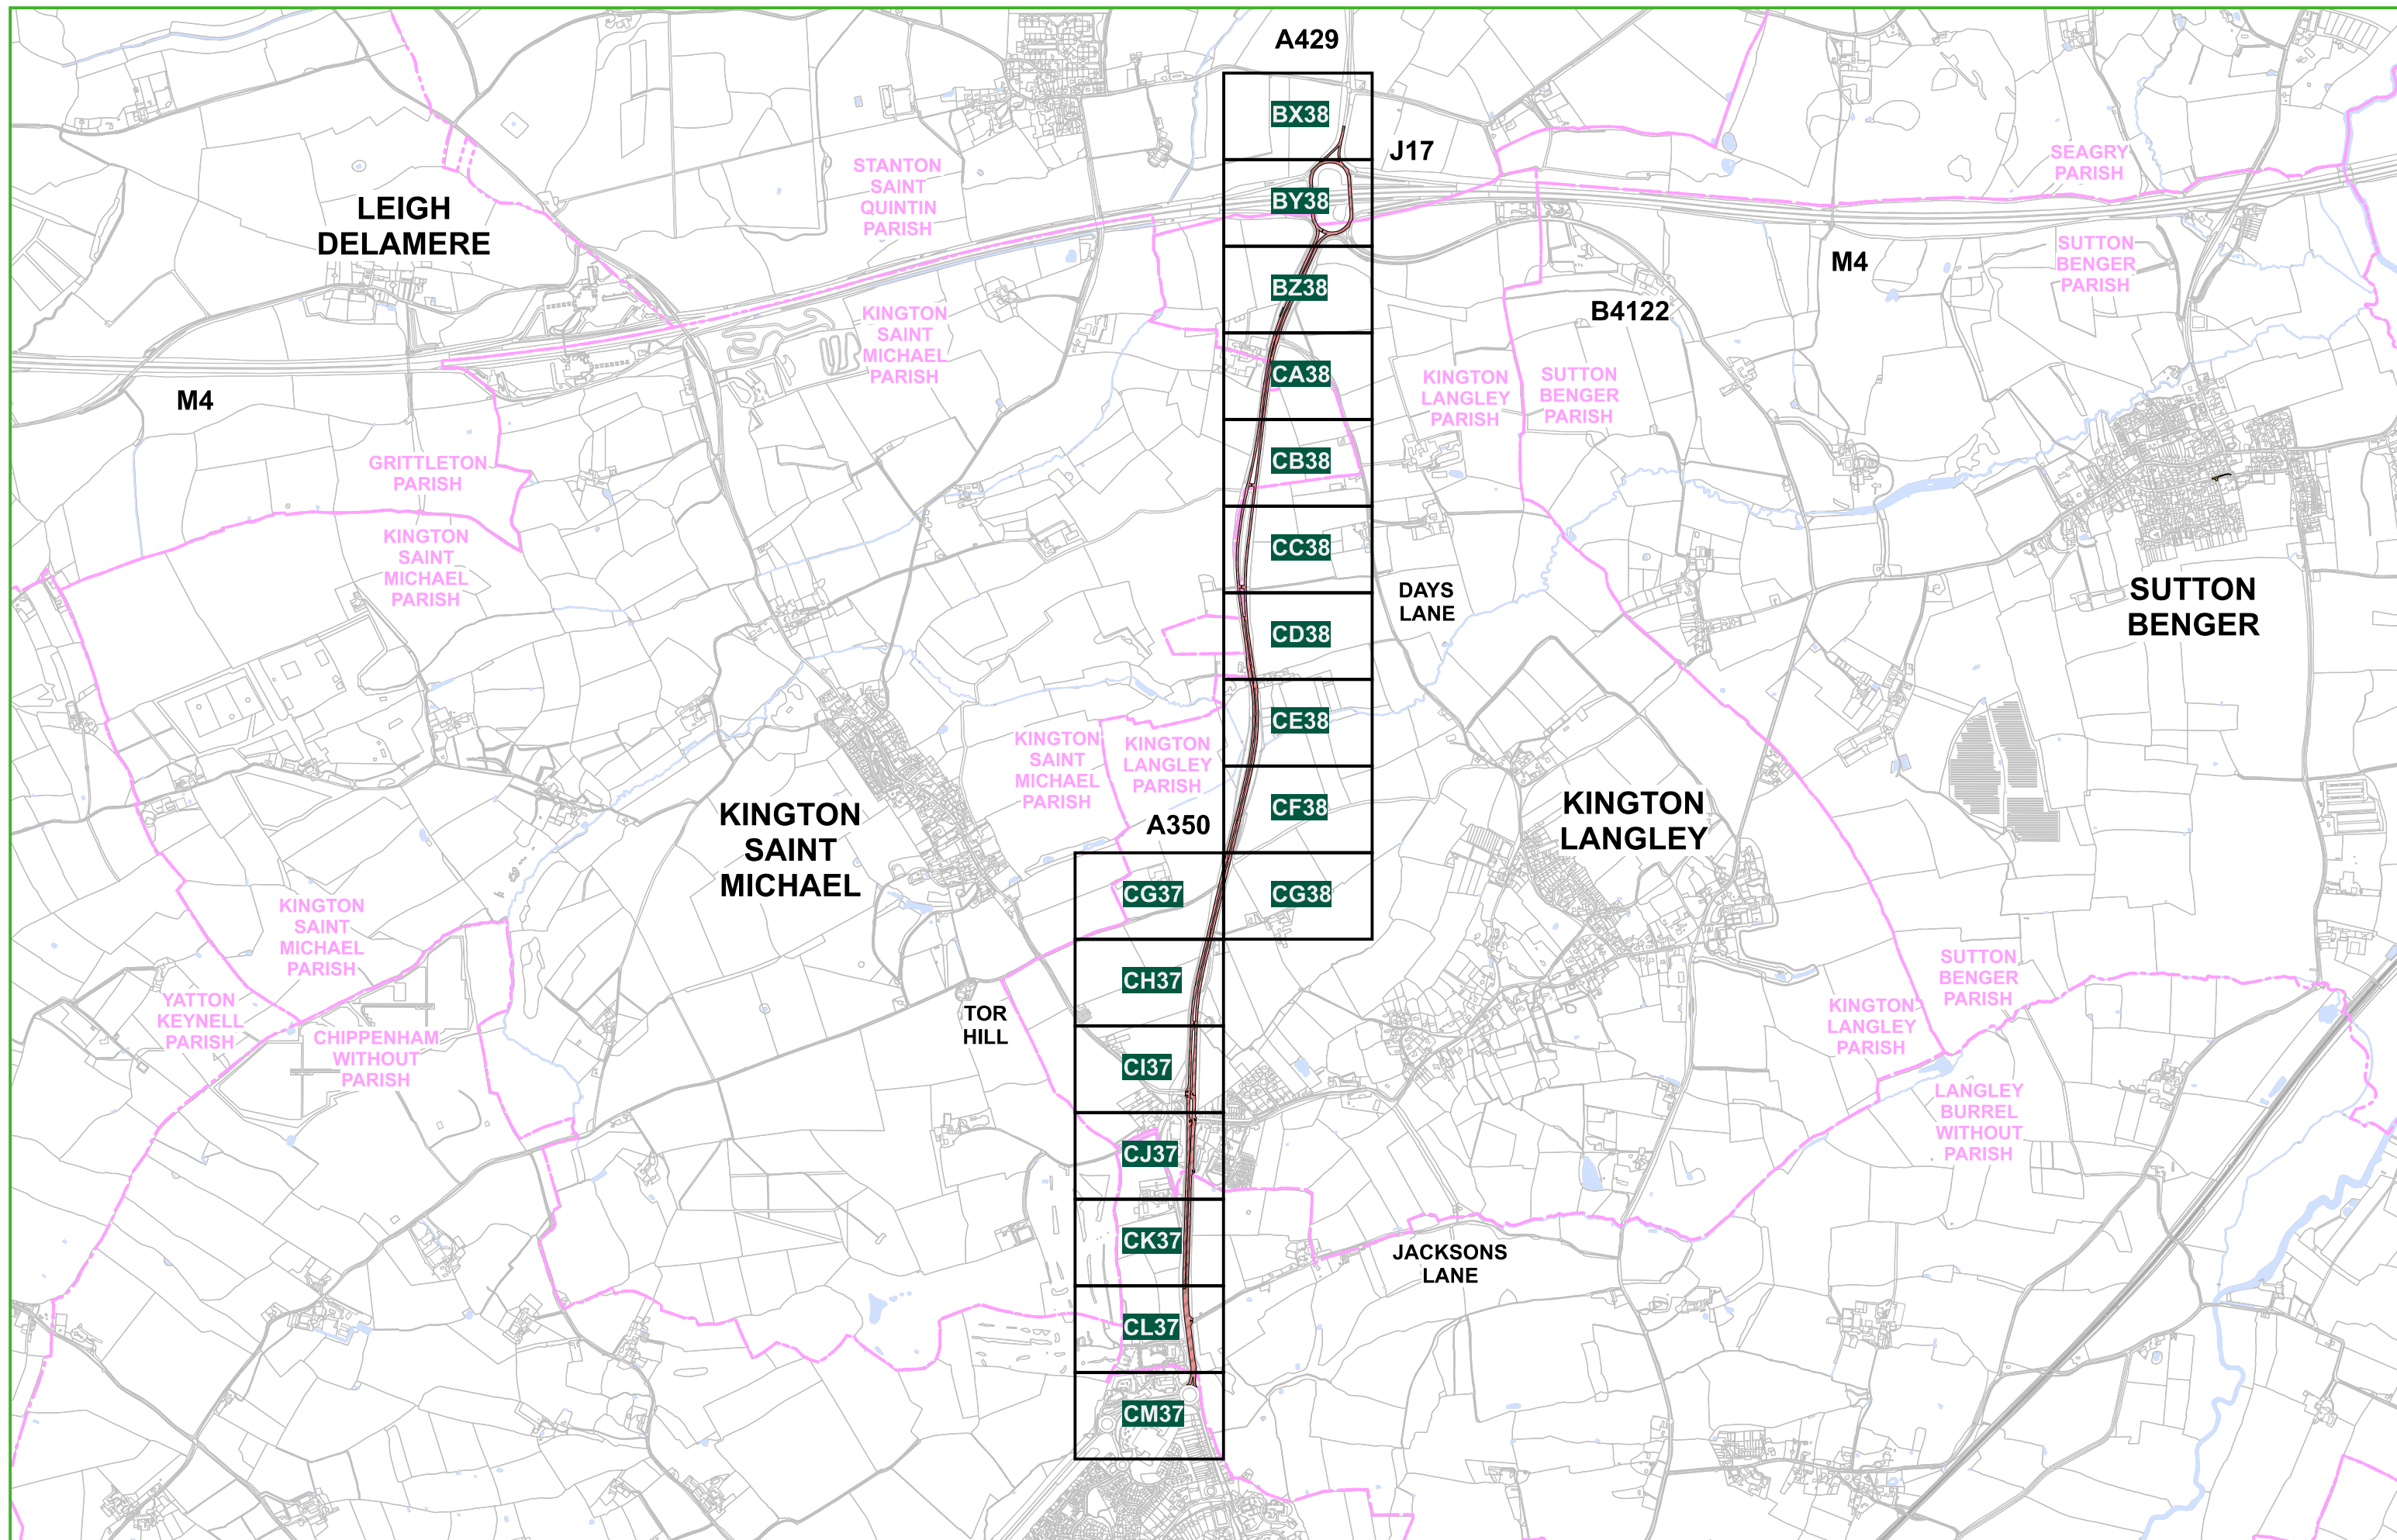 A429
BX38
J17
STANTON
SAINT
QUINTIN
PARISH
SEAGRY
PARISH
LEIGH
DELAMERE
BY38
SUTTON
BENGER
PARISH
M4
BZ38
B4122
KINGTON
SAINT
MICHAEL
PARISH
CA38
KINGTON
LANGLEY
PARISH
SUTTON
BENGER
PARISH
M4
GRITTLETON
PARISH
CB38
KINGTON
SAINT
MICHAEL
PARISH
CC38
DAYS
LANE
SUTTON
BENGER
CD38
CE38
KINGTON
SAINT
MICHAEL
PARISH
KINGTON
LANGLEY
PARISH
KINGTON
SAINT
MICHAEL
A350
CF38
KINGTON
LANGLEY
CG37
CG38
KINGTON
SAINT
MICHAEL
PARISH
CH37
SUTTON
BENGER
PARISH
YATTON
KEYNELL
PARISH
TOR
HILL
KINGTON
LANGLEY
PARISH
CHIPPENHAM
WITHOUT
PARISH
CI37
LANGLEY
BURREL
WITHOUT
PARISH
CJ37
CK37
JACKSONS
LANE
CL37
CM37